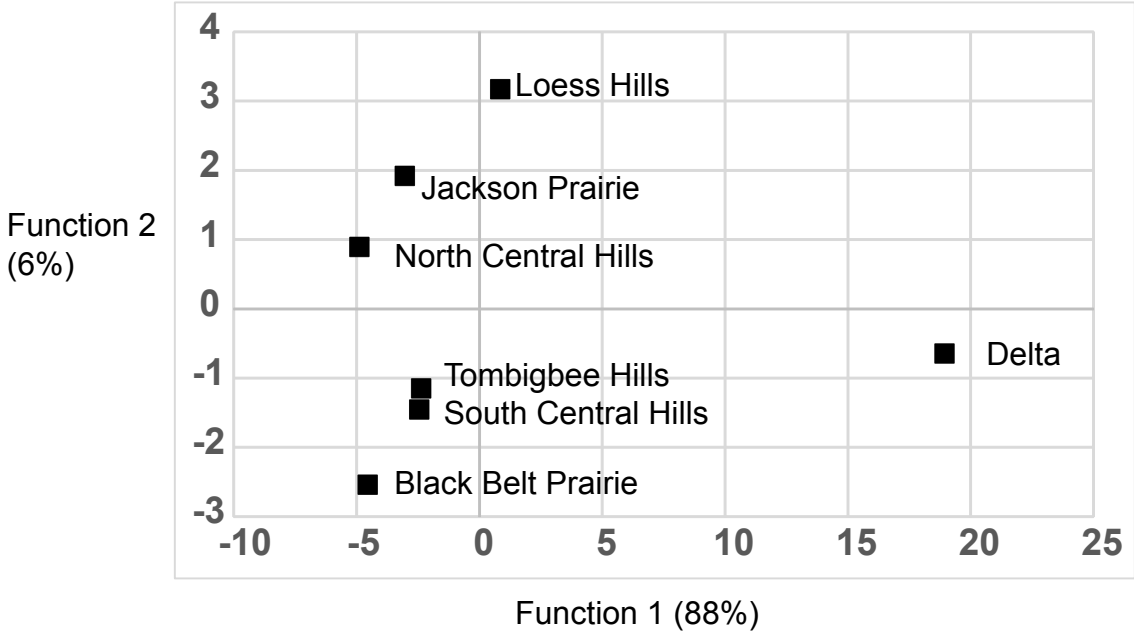 4
3
2
1
0
-1
-2
-3
Function 2
(6%)
Loess Hills
Jackson Prairie
North Central Hills
Delta
Tombigbee Hills
South Central Hills
Black Belt Prairie
-10 -5 0 5 10 15 20 25
Function 1 (88%)